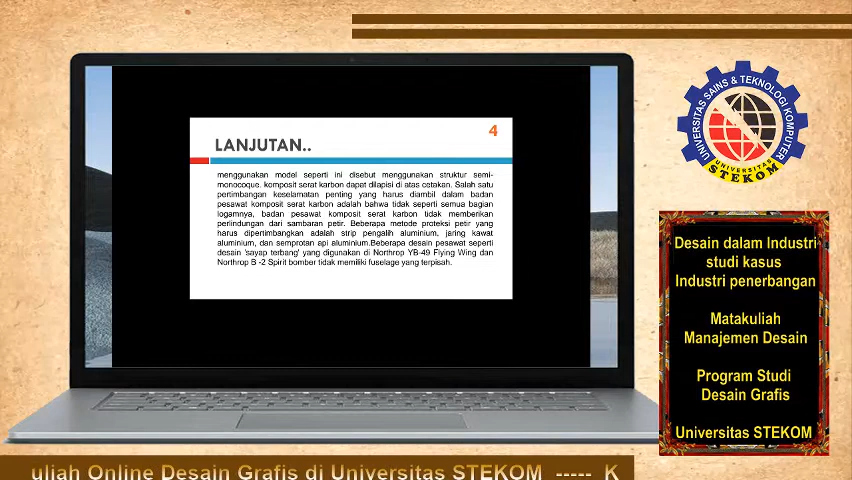 4
LANJUTAN..
menggunakan model seperti ini disebut menggunakan struktur semi-
monocoque. komposit serat karbon dapat dilapisi di atas cetakan. Salah satu
pertimbangan keselamatan penting yang harus diambil dalam badan
pesawat komposit serat karbon adalah bahwa tidak seperti semua bagian
logamnya, badan pesawat komposit serat karbon tidak memberikan
perlindungan dari sambaran petir. Beberapa metode proteksi petir yang
harus dipertimbangkan adalah strip pengalih aluminium, jaring kawat
aluminium, dan semprotan api aluminium.Beberapa desain pesawat seperti
desain 'sayap terbang' yang digunakan di Northrop YB-49 Flying Wing dan
Northrop B -2 Spirit bomber tidak memiliki fuselage yang terpisah.
UNIVERSITAS SAINS & TEKNOLOGI KOMPUTER
UNIVERSITAS
STEKOM
Desain dalam Industri
studi kasus
Industri penerbangan
Matakuliah
Manajemen Desain
Program Studi
Desain Grafis
Universitas STEKOM
uliah Online Desain Grafis di Universitas STEKOM ----- K